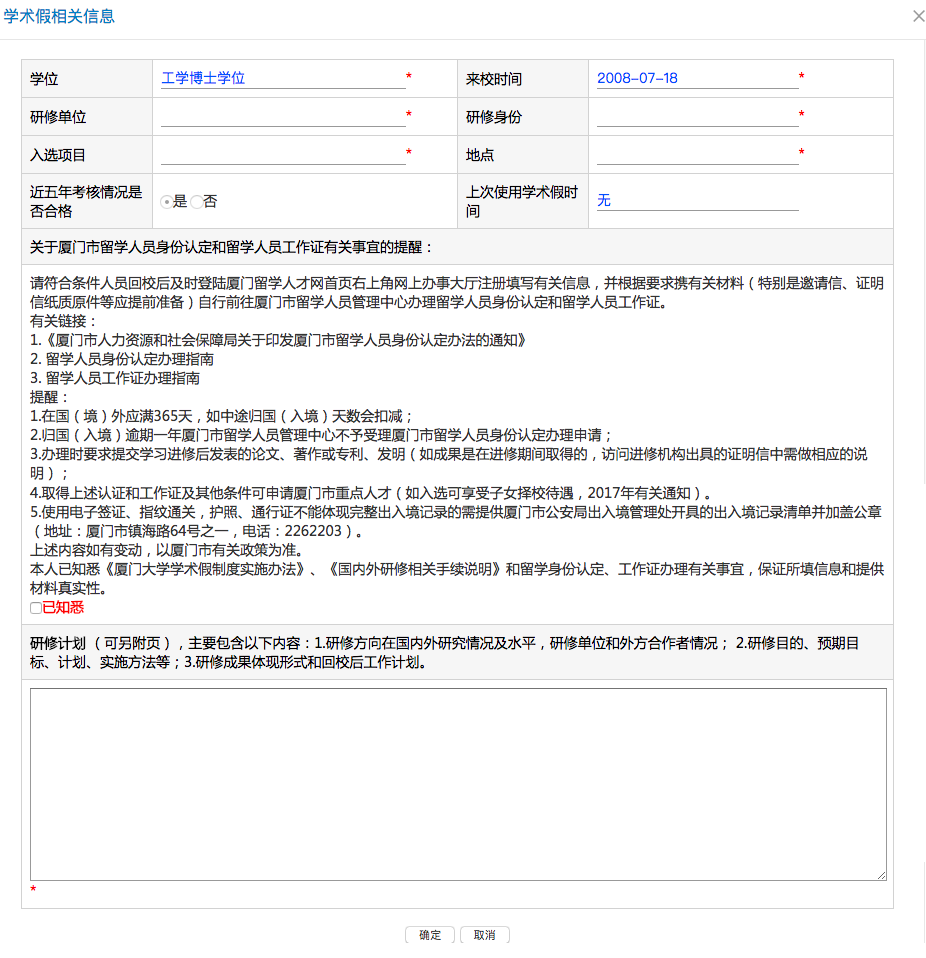 学术假相关信息
学位 工学博士学位 * 来校时间 2008-07-18 *
研修单位 * 研修身份 *
入选项目 * 地点 *
近五年考核情况是否合格 是 否 上次使用学术假时间 无
关于厦门市留学人员身份认定和留学人员工作证有关事宜的提醒：
请符合条件人员回校后及时登陆厦门留学人才网首页右上角网上办事大厅注册填写有关信息，并根据要求携有关材料（特别是邀请信、证明
信纸质原件等应提前准备）自行前往厦门市留学人员管理中心办理留学人员身份认定和留学人员工作证。
有关链接：
1.《厦门市人力资源和社会保障局关于印发厦门市留学人员身份认定办法的通知》
2. 留学人员身份认定办理指南
3. 留学人员工作证办理指南
提醒：
1.在国（境）外应满365天，如中途归国（入境）天数会扣减；
2.归国（入境）逾期一年厦门市留学人员管理中心不予受理厦门市留学人员身份认定办理申请；
3.办理时要求提交学习进修后发表的论文、著作或专利、发明（如成果是在进修期间取得的，访问进修机构出具的证明信中需做相应的说
明）；
4.取得上述认证和工作证及其他条件可申请厦门市重点人才（如入选可享受子女择校待遇，2017年有关通知）。
5.使用电子签证、指纹通关，护照、通行证不能体现完整出入境记录的需提供厦门市公安局出入境管理处开具的出入境记录清单并加盖公章
（地址：厦门市镇海路64号之一，电话：2262203）。
上述内容如有变动，以厦门市有关政策为准。
本人已知悉《厦门大学学术假制度实施办法》、《国内外研修相关手续说明》和留学身份认定、工作证办理有关事宜，保证所填信息和提供
材料真实性。
已知悉
研修计划 （可另附页），主要包含以下内容：1.研修方向在国内外研究情况及水平，研修单位和外方合作者情况； 2.研修目的、预期目
标、计划、实施方法等；3.研修成果体现形式和回校后工作计划。
*
确定 取消